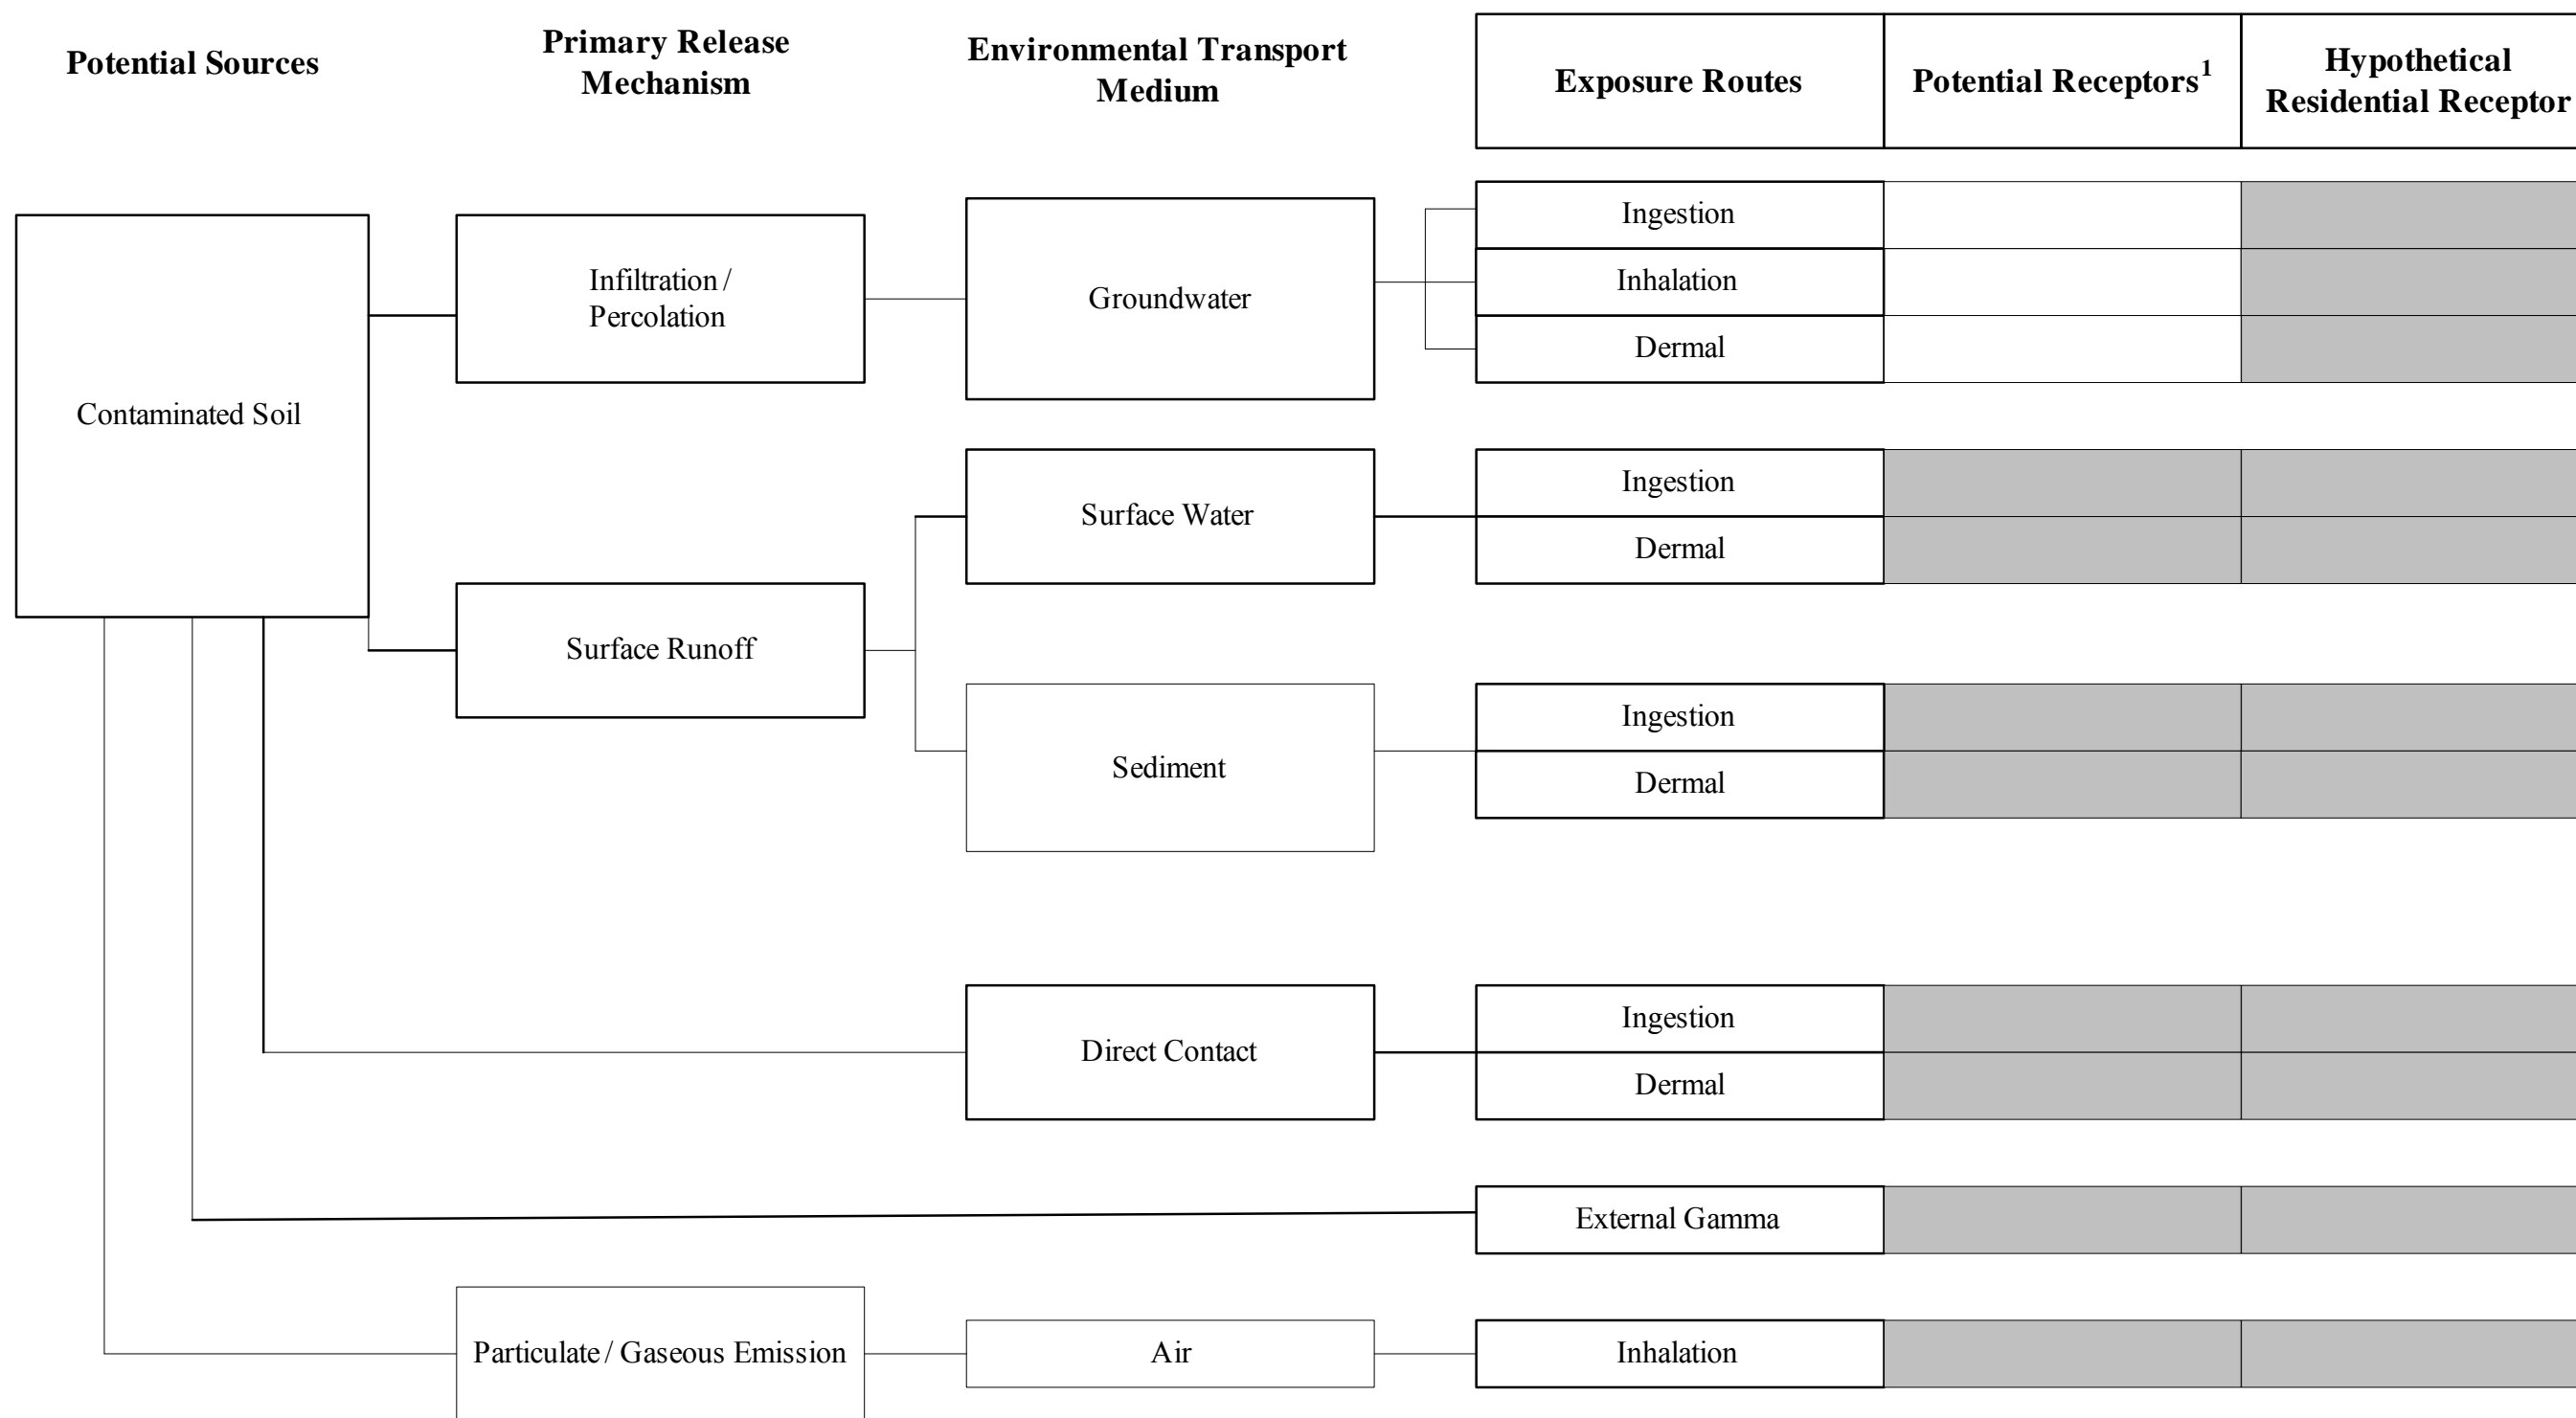 Potential Sources
Primary Release
Mechanism
Environmental Transport
Medium
Exposure Routes
Potential Receptors¹
Hypothetical
Residential Receptor
Contaminated Soil
Infiltration /
Percolation
Groundwater
Ingestion
Inhalation
Dermal
Surface Runoff
Surface Water
Ingestion
Dermal
Sediment
Ingestion
Dermal
Direct Contact
Ingestion
Dermal
External Gamma
Particulate / Gaseous Emission
Air
Inhalation